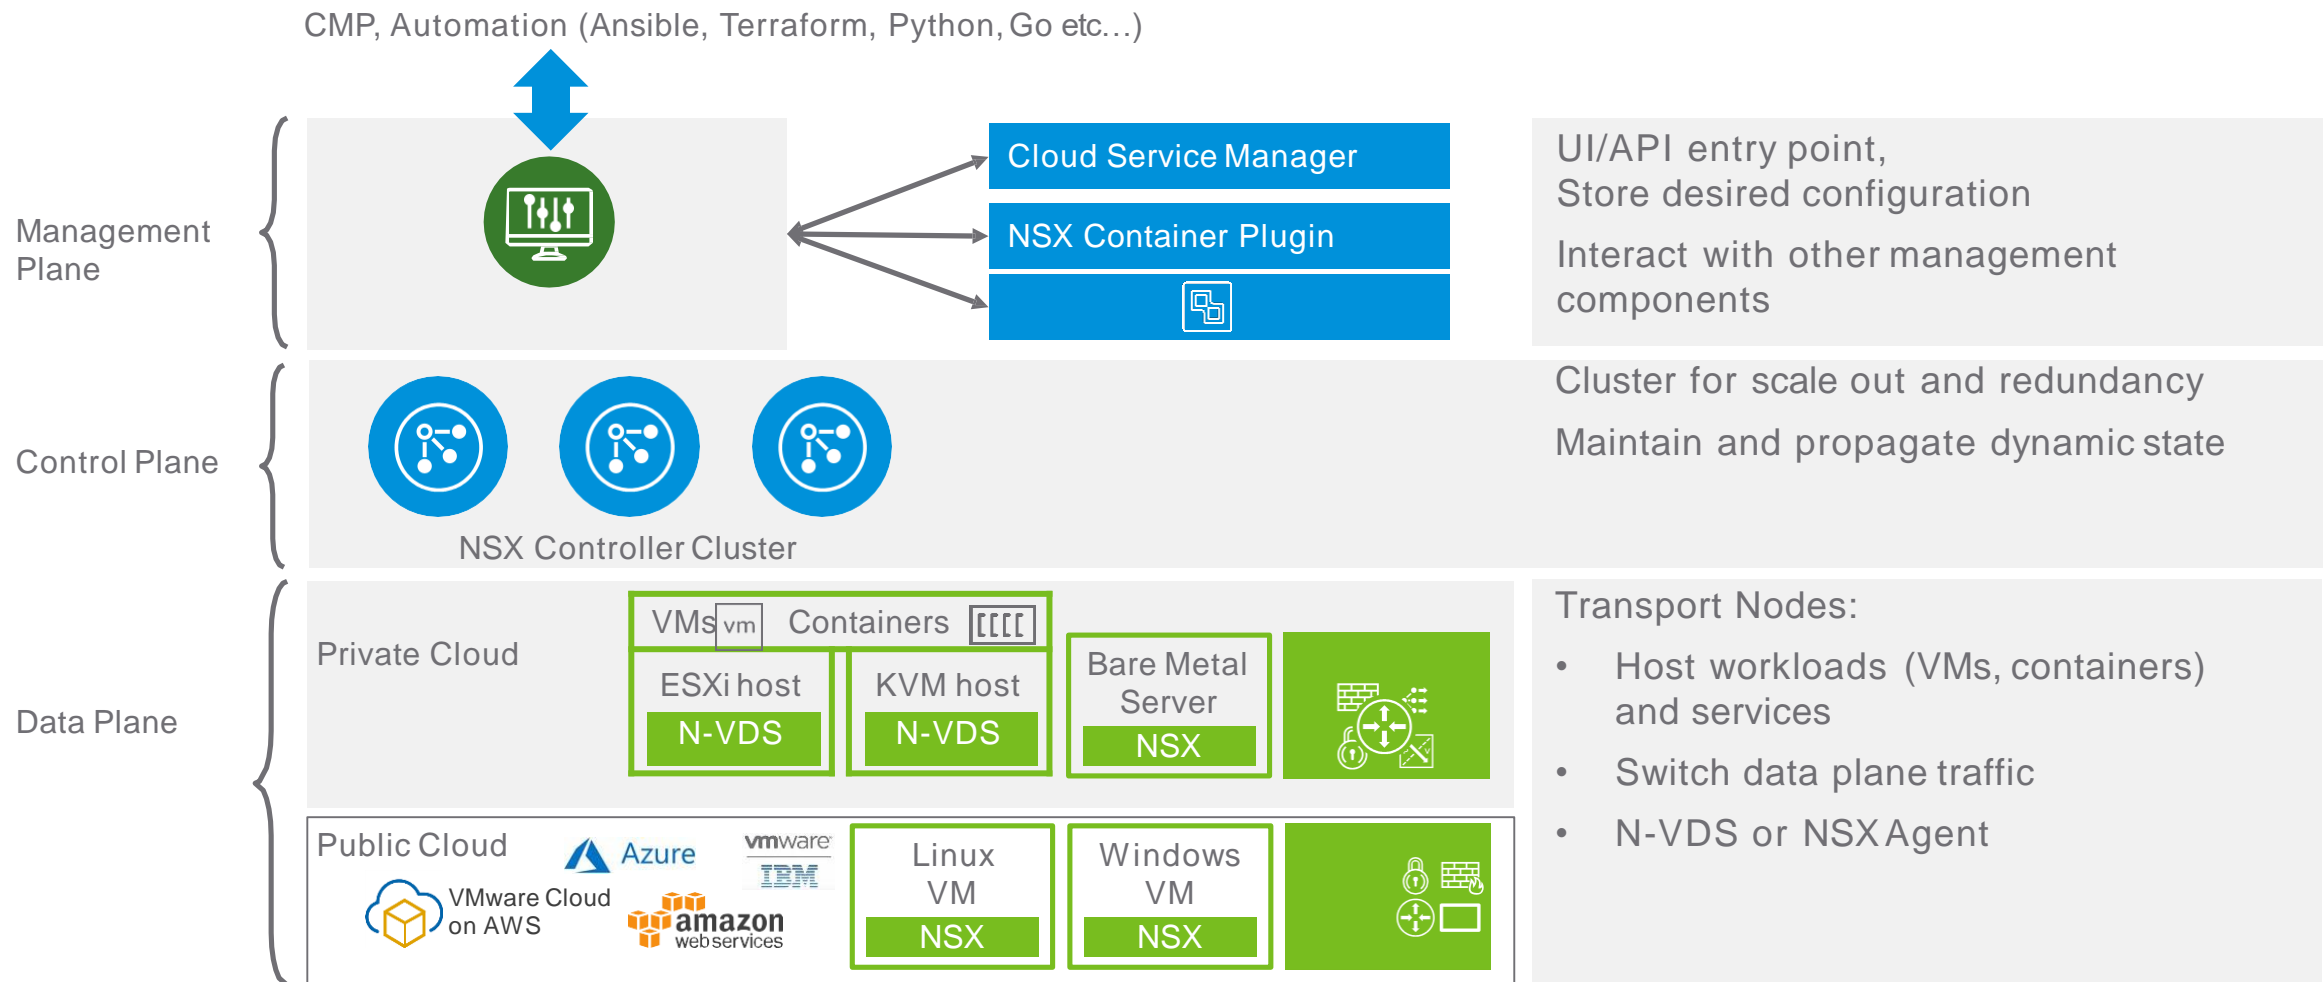 CMP, Automation (Ansible, Terraform, Python, Go etc...)
Management
Plane
Cloud Service Manager
NSX Container Plugin
UI/API entry point,
Store desired configuration
Interact with other management
components
Control Plane
NSX Controller Cluster
Cluster for scale out and redundancy
Maintain and propagate dynamic state
Data Plane
Private Cloud
VMs vm Containers
ESXi host
N-VDS
KVM host
N-VDS
Bare Metal
Server
NSX
Public Cloud
Azure
vmware
IBM
VMware Cloud
on AWS
amazon
webservices
Linux
VM
NSX
Windows
VM
NSX
Transport Nodes:
• Host workloads (VMs, containers)
and services
• Switch data plane traffic
• N-VDS or NSX Agent